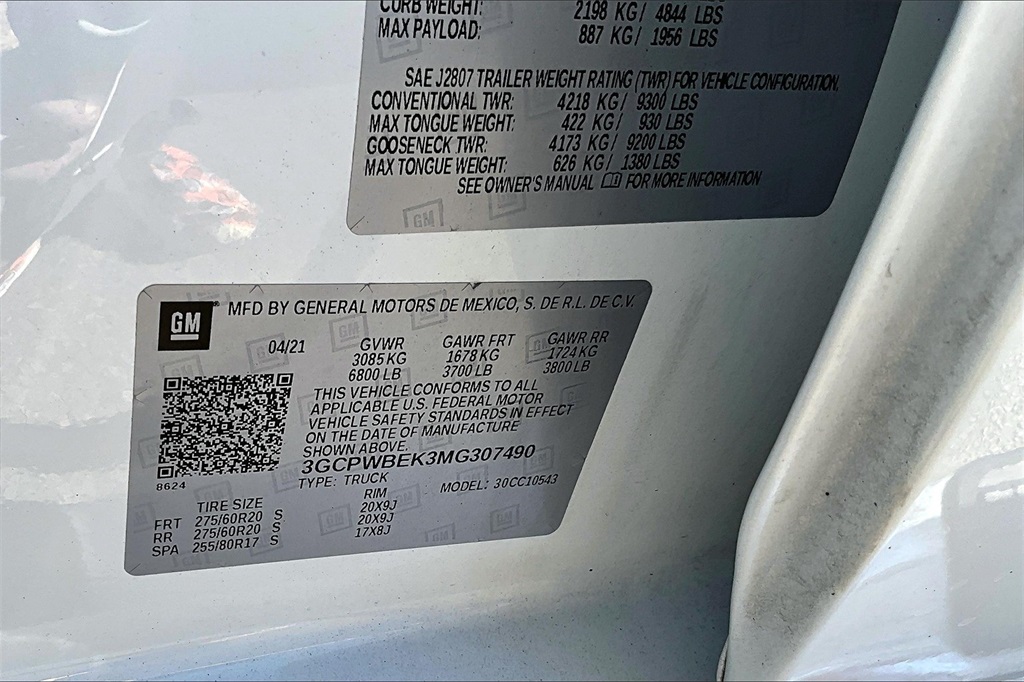 CURB WEIGHT: 2198 KG / 4844 LBS
MAX PAYLOAD: 887 KG / 1956 LBS
SAE J2807 TRAILER WEIGHT RATING (TWR) FOR VEHICLE CONFIGURATION.
CONVENTIONAL TWR: 4218 KG / 9300 LBS
MAX TONGUE WEIGHT: 422 KG / 930 LBS
GOOSENECK TWR: 4173 KG / 9200 LBS
MAX TONGUE WEIGHT: 626 KG / 1380 LBS
SEE OWNER'S MANUAL FOR MORE INFORMATION
GM
GM MFD BY GENERAL MOTORS DE MEXICO, S. DE R.L. DE C.V.
04/21 GVWR GAWR FRT GAWR RR
3085 KG 1678 KG 1724 KG
6800 LB 3700 LB 3800 LB
THIS VEHICLE CONFORMS TO ALL
APPLICABLE U.S. FEDERAL MOTOR
VEHICLE SAFETY STANDARDS IN EFFECT
ON THE DATE OF MANUFACTURE
SHOWN ABOVE.
3GCPWBEK3MG307490
8624 TYPE: TRUCK MODEL: 30CC10543
TIRE SIZE RIM
FRT 275/60R20 S 20X9J
RR 275/60R20 S 20X9J
SPA 255/80R17 S 17X8J